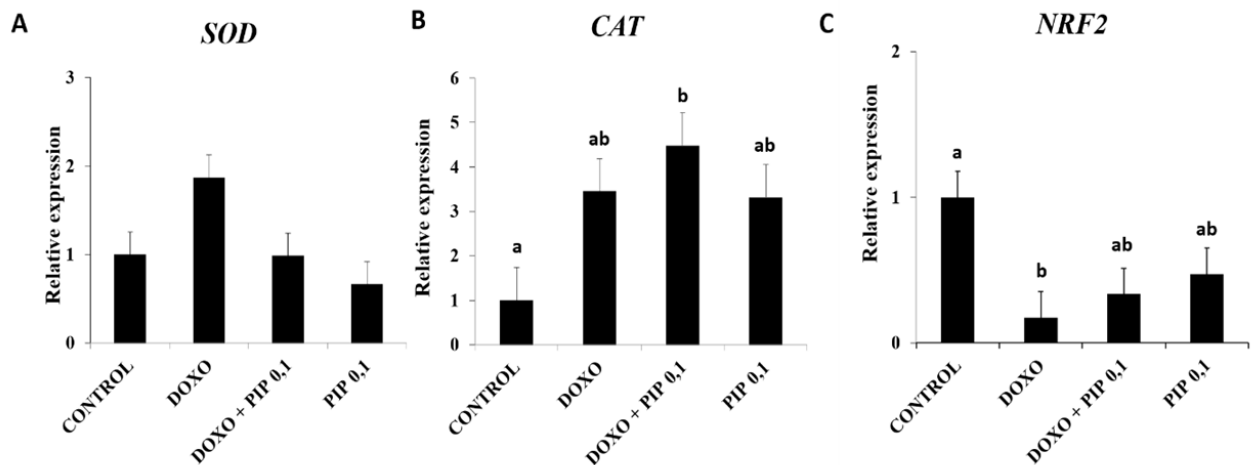 A
SOD
Relative expression
3
2
1
0
CONTROL
DOXO
DOXO + PIP 0,1
PIP 0,1
B
CAT
Relative expression
6
5
4
3
2
1
0
a
ab
b
ab
CONTROL
DOXO
DOXO + PIP 0,1
PIP 0,1
C
NRF2
Relative expression
2
1
0
a
b
ab
ab
CONTROL
DOXO
DOXO + PIP 0,1
PIP 0,1